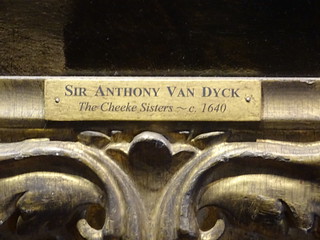 SIR ANTHONY VAN DYCK
The Cheeke Sisters ~ c. 1640